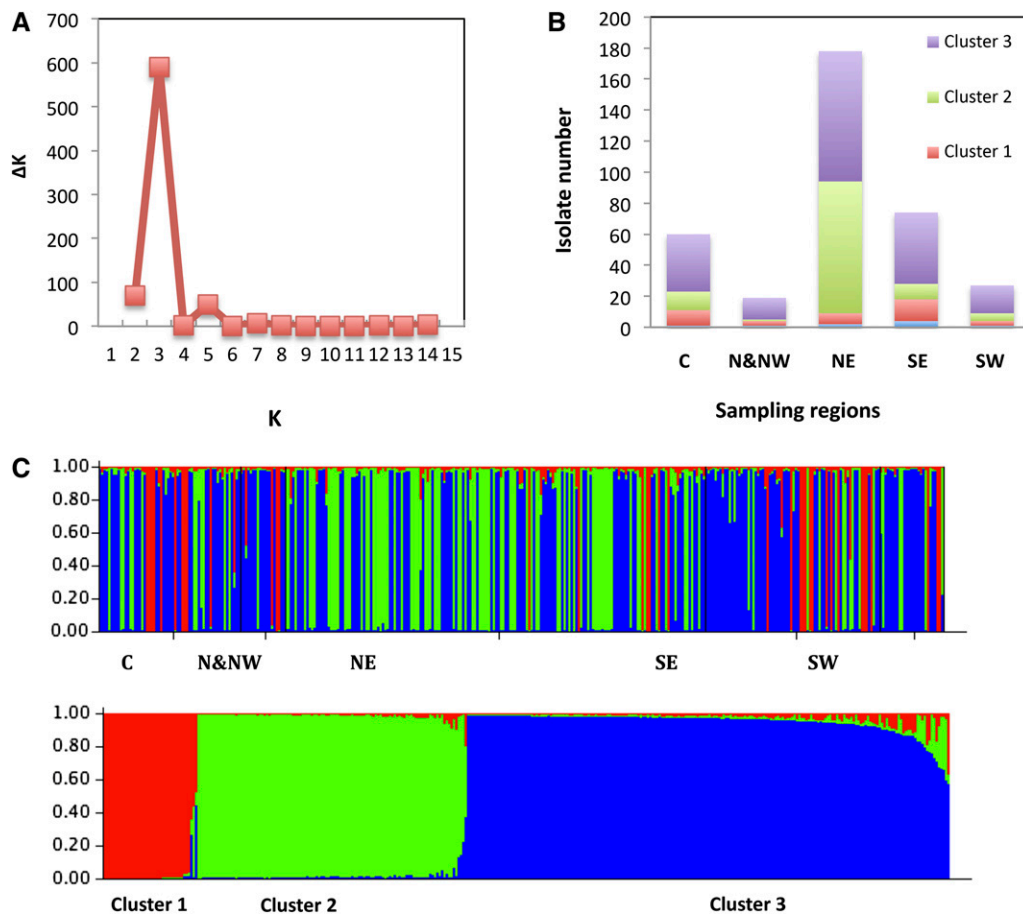 A
700
600
500
400
300
200
100
0
ΔK
1 2 3 4 5 6 7 8 9 10 11 12 13 14 15
K
B
200
180
160
140
120
100
80
60
40
20
0
Isolate number
Cluster 3
Cluster 2
Cluster 1
C N&NW NE SE SW
Sampling regions
C
1.00
0.80
0.60
0.40
0.20
0.00
C N&NW NE SE SW
1.00
0.80
0.60
0.40
0.20
0.00
Cluster 1 Cluster 2 Cluster 3